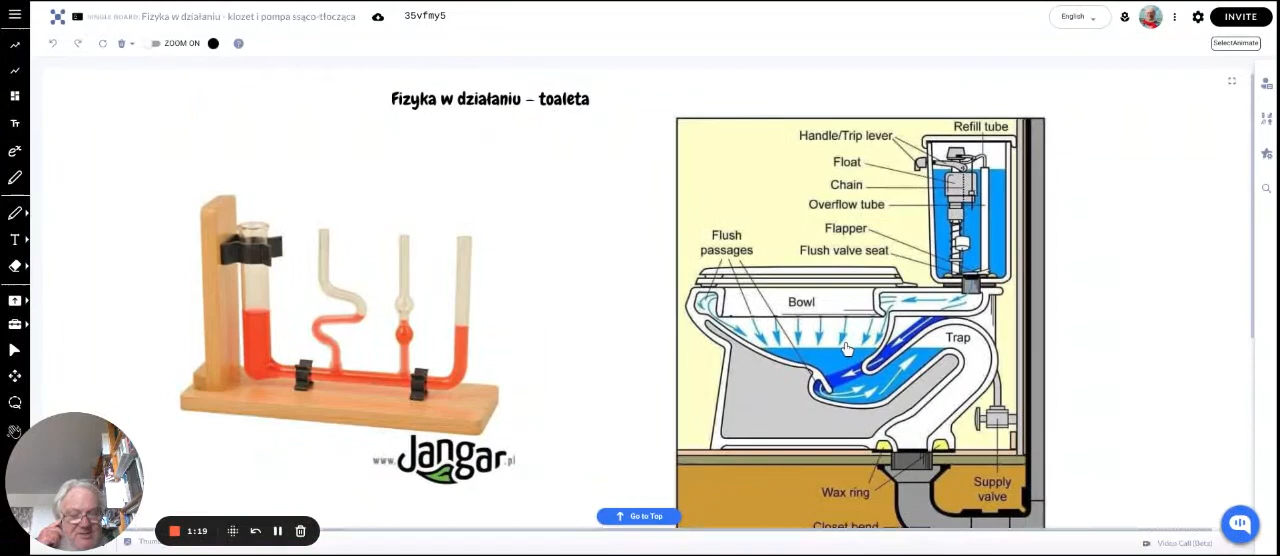 SINGLE BOARD: Fizyka w działaniu - klozet i pompa ssąco-tłocząca
35vfmy5
English
INVITE
ZOOM ON
SelectAnimate
Fizyka w działaniu – toaleta
Refill tube
Handle/Trip lever
Float
Chain
Overflow tube
Flapper
Flush valve seat
Flush
passages
Bowl
Trap
Supply
valve
Wax ring
Closet bend
www.Jangar.pl
Go to Top
1:19
Video Call (Beta)